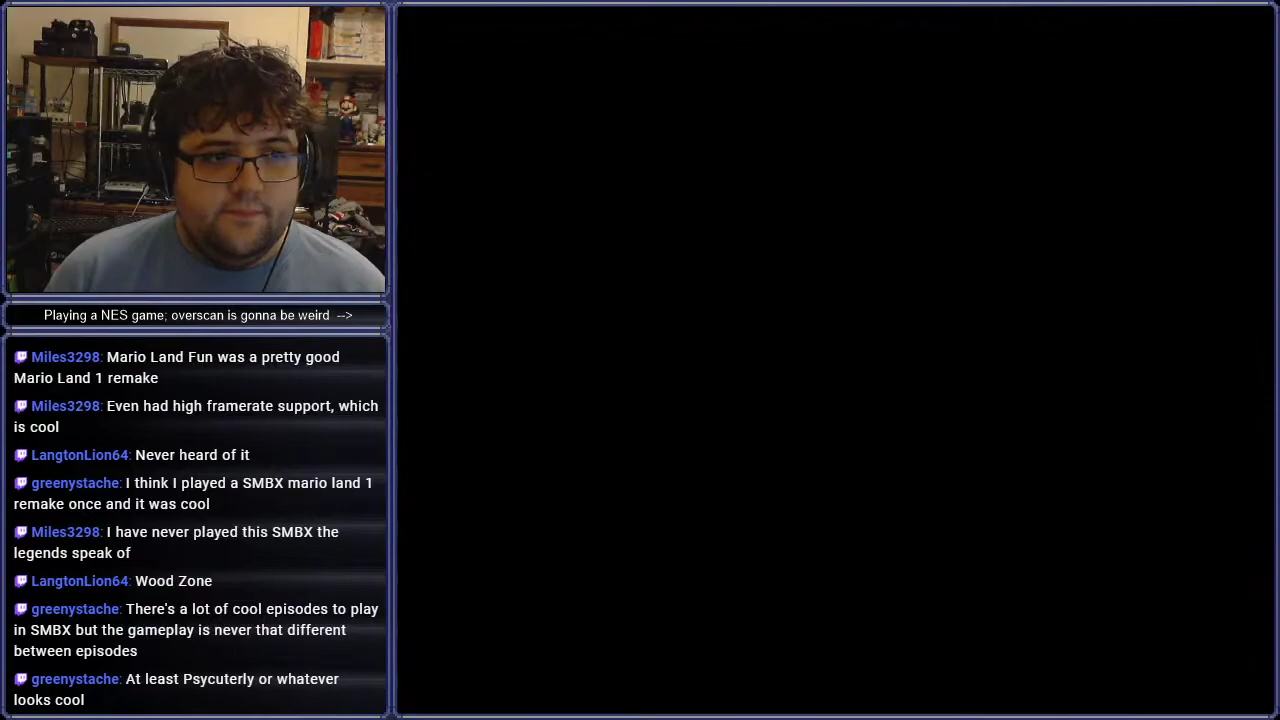 Playing a NES game; overscan is gonna be weird -->
Miles3298: Mario Land Fun was a pretty good
Mario Land 1 remake
Miles3298: Even had high framerate support, which
is cool
LangtonLion64: Never heard of it
greenystache: I think I played a SMBX mario land 1
remake once and it was cool
Miles3298: I have never played this SMBX the
legends speak of
LangtonLion64: Wood Zone
greenystache: There's a lot of cool episodes to play
in SMBX but the gameplay is never that different
between episodes
greenystache: At least Psycuterly or whatever
looks cool